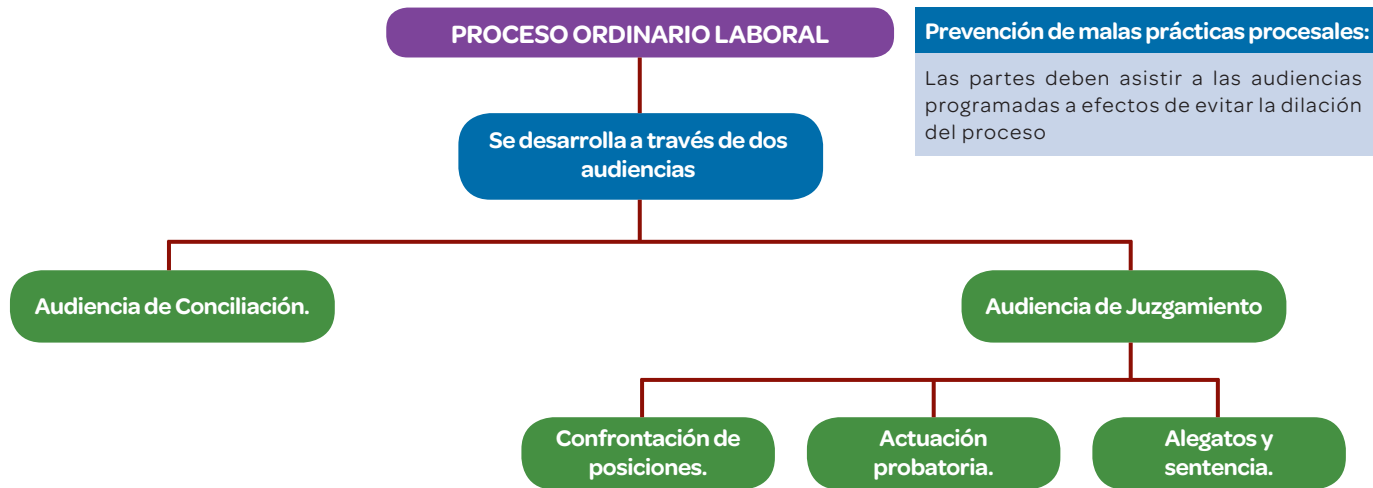 PROCESO ORDINARIO LABORAL
Prevención de malas prácticas procesales:
Las partes deben asistir a las audiencias
programadas a efectos de evitar la dilación
del proceso
Se desarrolla a través de dos
audiencias
Audiencia de Conciliación.
Audiencia de Juzgamiento
Confrontación de
posiciones.
Actuación
probatoria.
Alegatos y
sentencia.